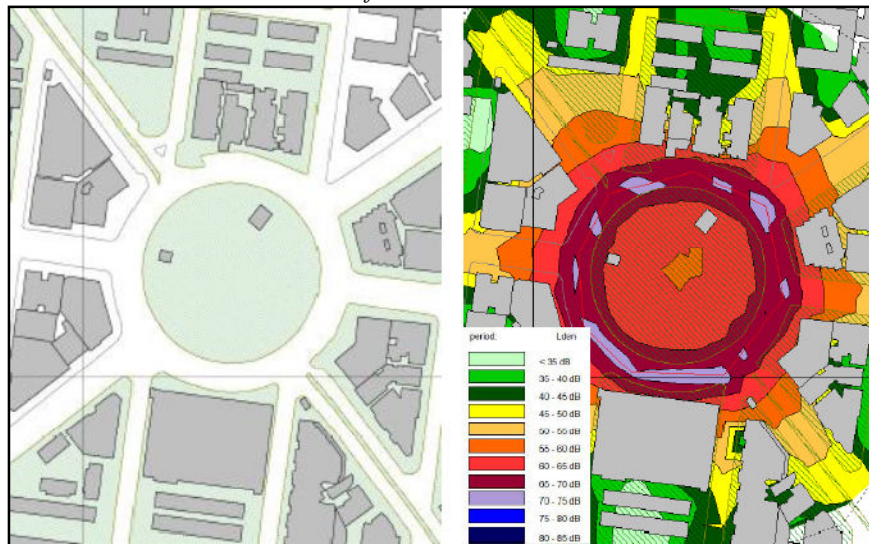 period: Lden
< 35 dB
35 - 40 dB
40 - 45 dB
45 - 50 dB
50 - 55 dB
55 - 60 dB
60 - 65 dB
65 - 70 dB
70 - 75 dB
75 - 80 dB
80 - 85 dB